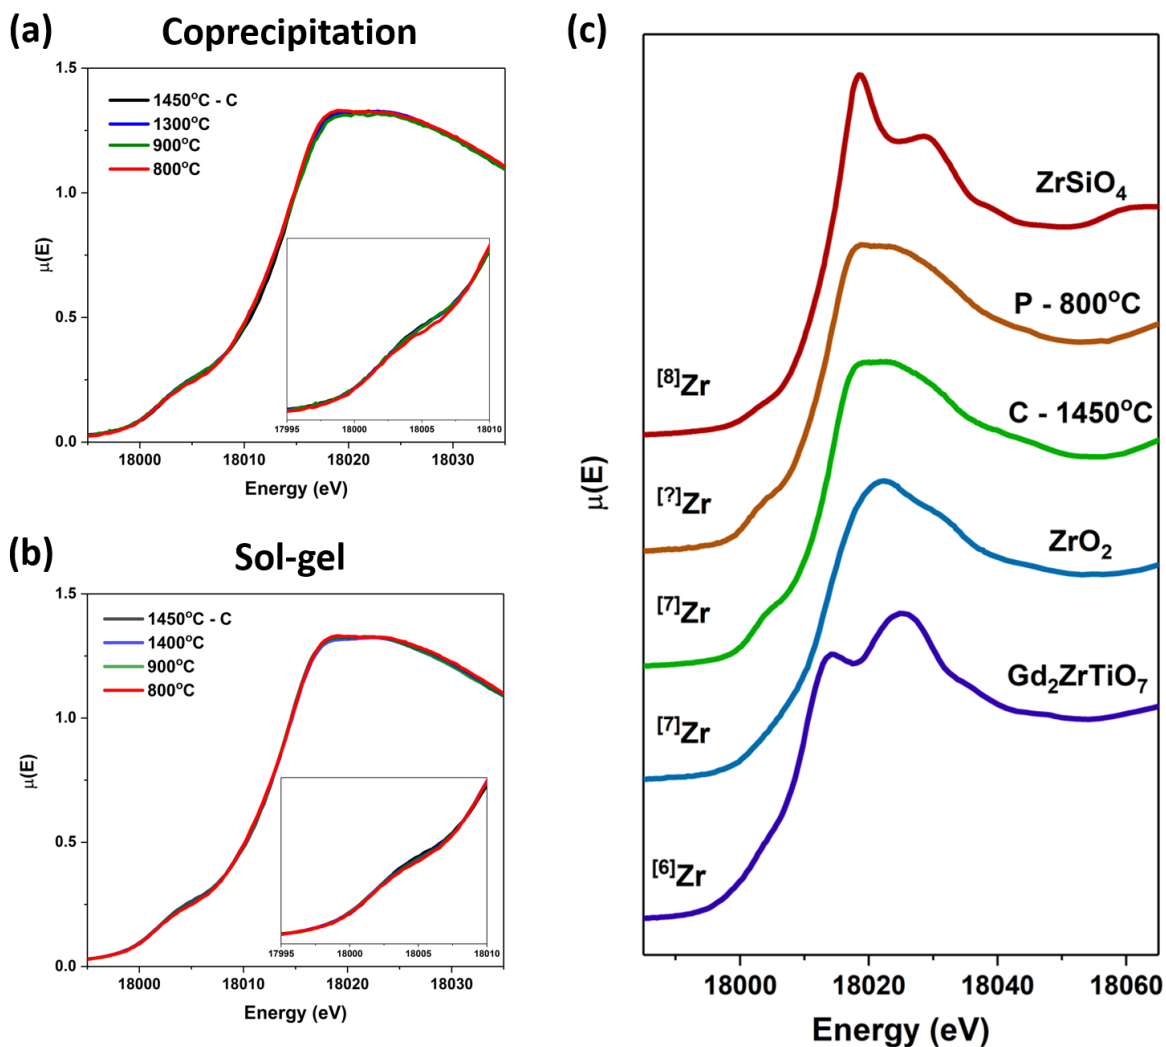 (a)
Coprecipitation
1.5
1.0
0.5
0.0
μ(E)
1450°C - C
1300°C
900°C
800°C
17995
18000
18005
18010
18000
18010
18020
18030
Energy (eV)
(b)
Sol-gel
1.5
1.0
0.5
0.0
μ(E)
1450°C - C
1400°C
900°C
800°C
17995
18000
18005
18010
18000
18010
18020
18030
Energy (eV)
(c)
μ(E)
ZrSiO₄
[8]Zr
P - 800°C
[?]Zr
C - 1450°C
[7]Zr
ZrO₂
[7]Zr
Gd₂ZrTiO₇
[6]Zr
18000
18020
18040
18060
Energy (eV)